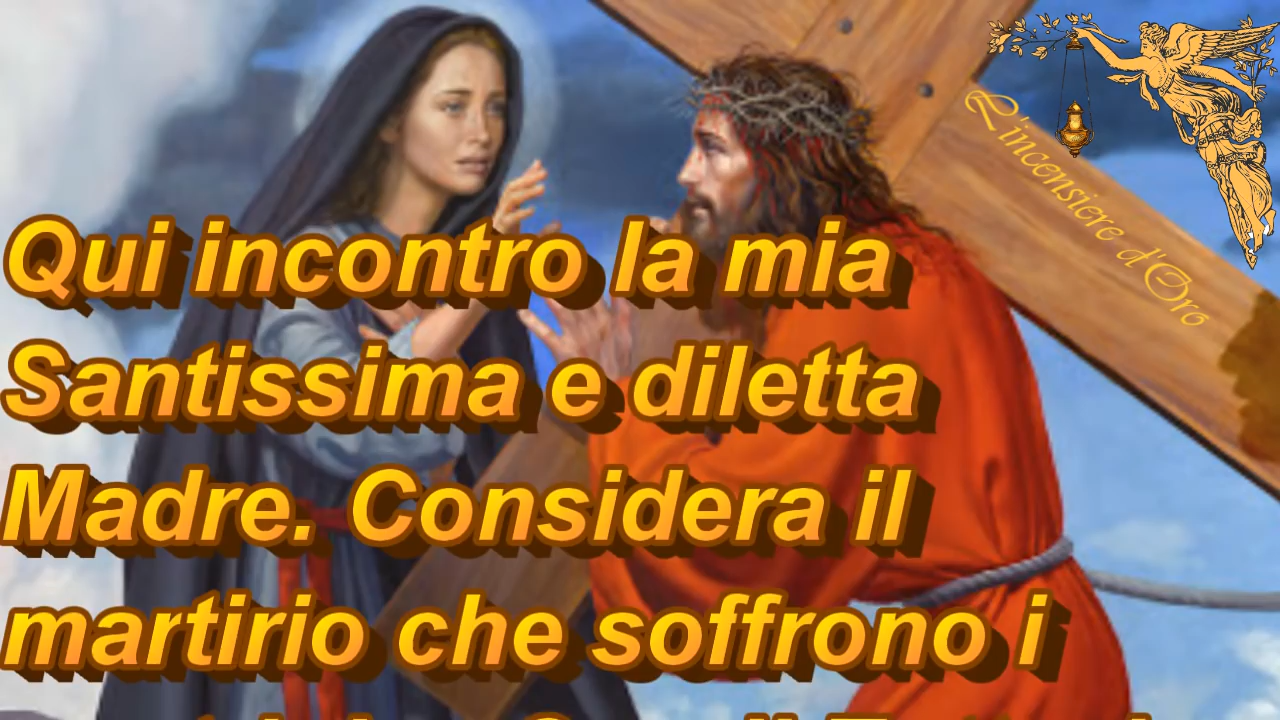 L'incensiere d'Oro
Qui incontro la mia
Santissima e diletta
Madre. Considera il
martirio che soffrono i